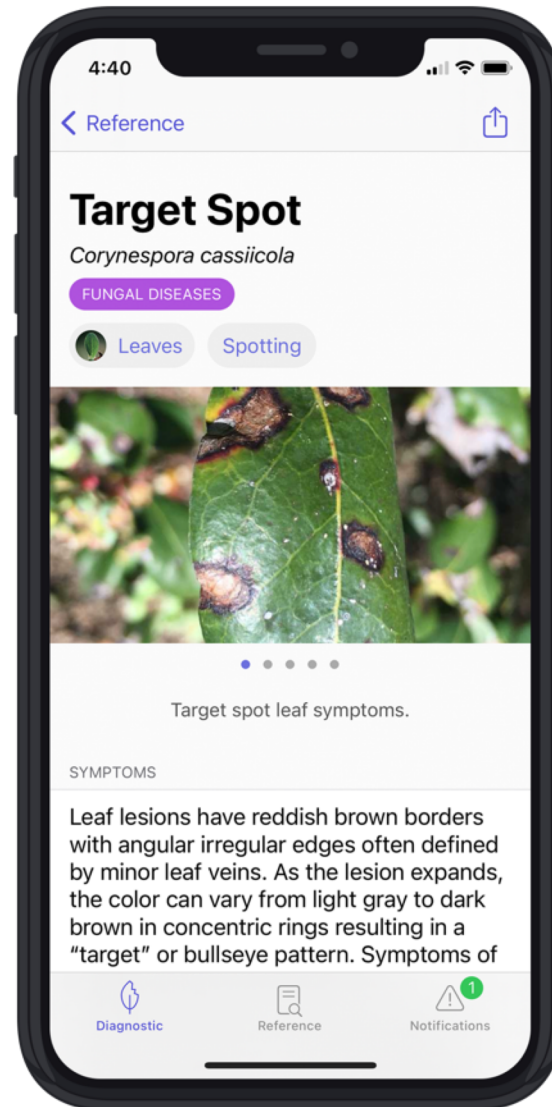 4:40
Reference
Target Spot
Corynespora cassiicola
FUNGAL DISEASES
Leaves
Spotting
Target spot leaf symptoms.
SYMPTOMS
Leaf lesions have reddish brown borders
with angular irregular edges often defined
by minor leaf veins. As the lesion expands,
the color can vary from light gray to dark
brown in concentric rings resulting in a
“target” or bullseye pattern. Symptoms of
1
Diagnostic
Reference
Notifications